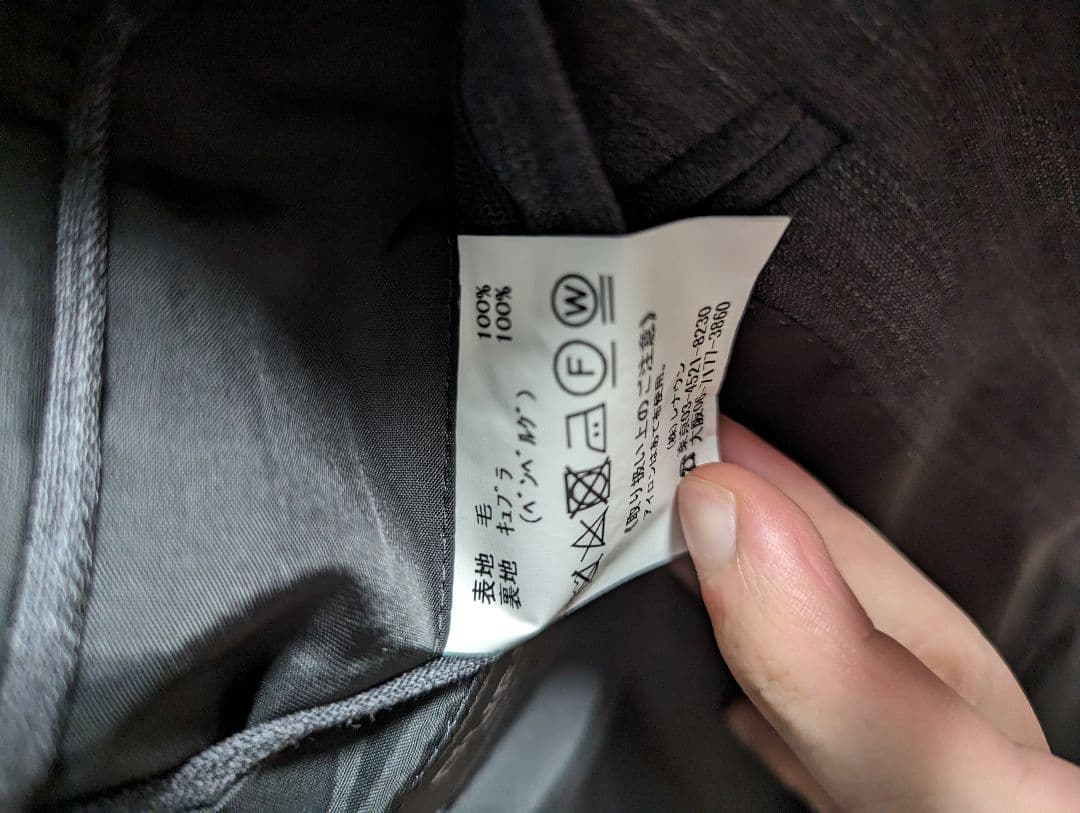 表地 毛 100%
裏地 キュプラ 100%
(ベンベルグ)
F W
《取り扱い上のご注意》
アイロンはあて布使用。
(株)レナウン
☎東京03-4521-8230
大阪06-7177-3860